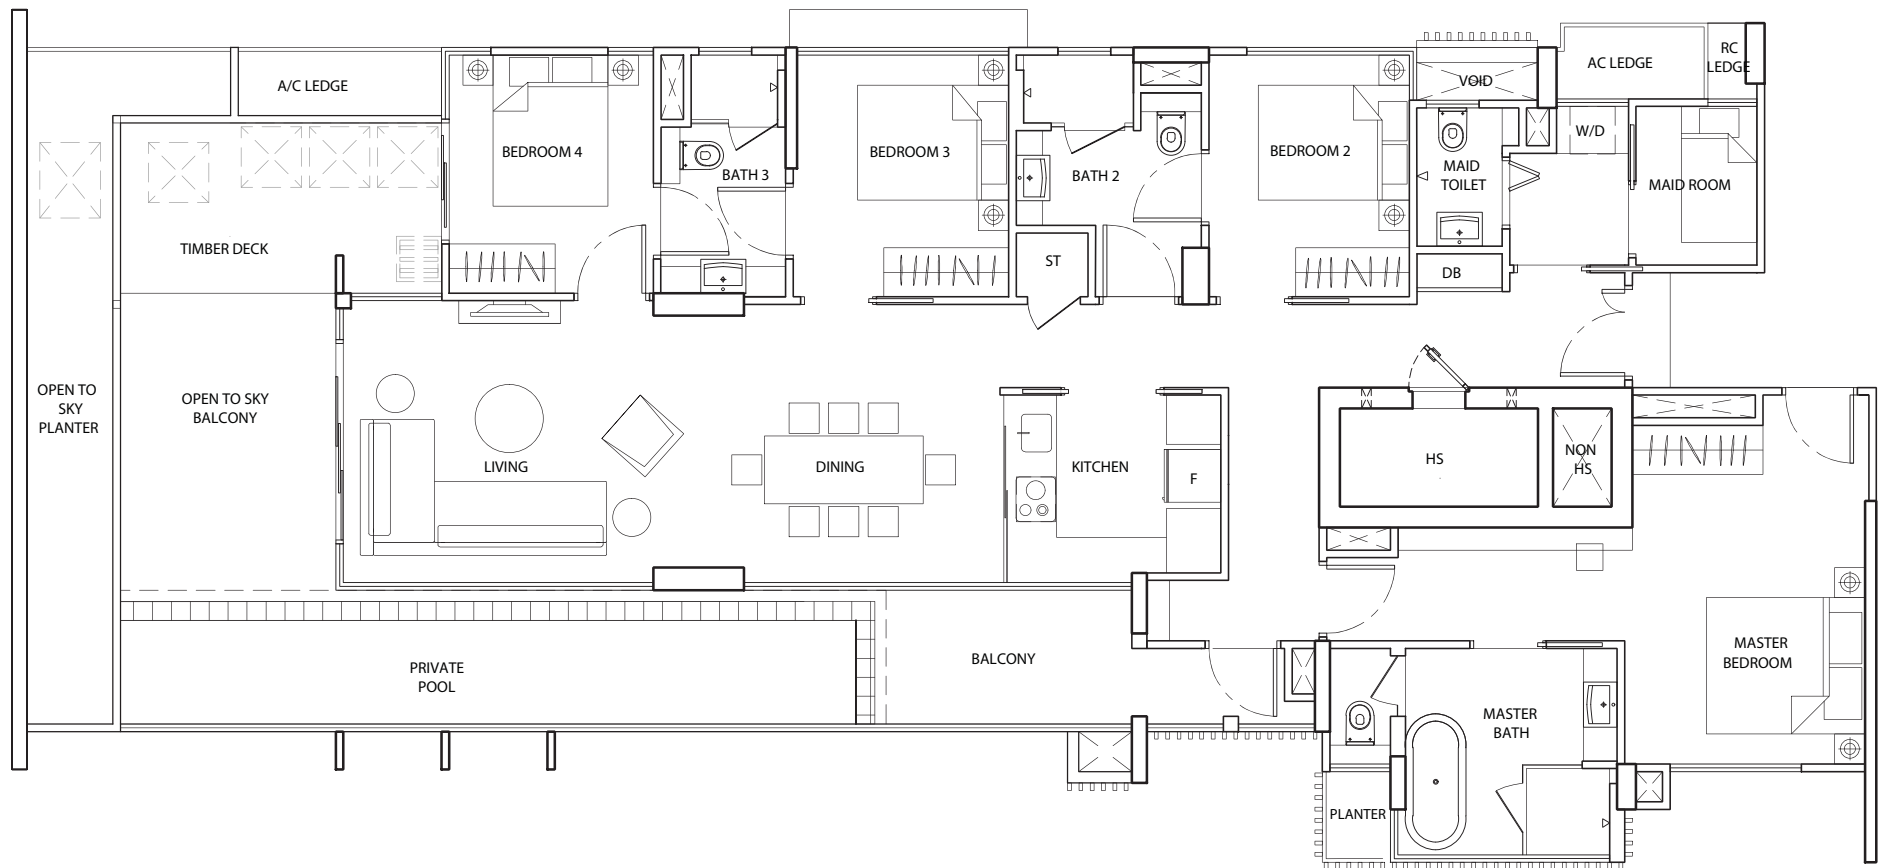 RC
LEDGE
AC LEDGE
VOID
A/C LEDGE
W/D
BEDROOM 4
BEDROOM 3
BEDROOM 2
BATH 3
BATH 2
MAID
TOILET
MAID ROOM
TIMBER DECK
ST
DB
OPEN TO
SKY
PLANTER
OPEN TO SKY
BALCONY
LIVING
DINING
KITCHEN
F
HS
NON
HS
PRIVATE
POOL
BALCONY
MASTER
BEDROOM
MASTER
BATH
PLANTER